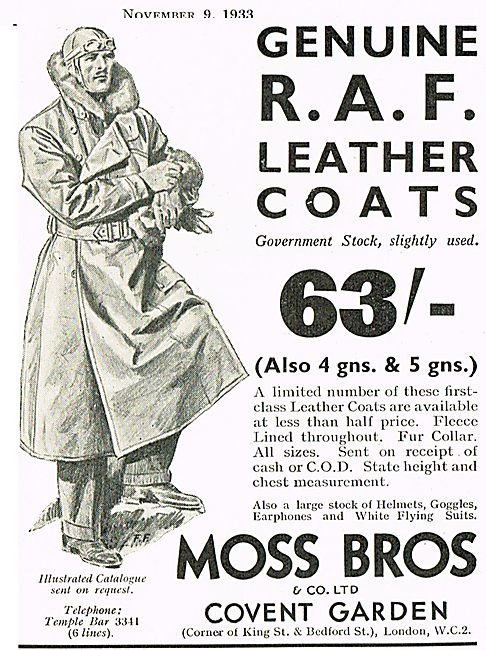 November 9, 1933
GENUINE
R.A.F.
LEATHER
COATS
Government Stock, slightly used.
63/-
(Also 4 gns. & 5 gns.)
A limited number of these first-
class Leather Coats are available
at less than half price. Fleece
Lined throughout. Fur Collar.
All sizes. Sent on receipt of
cash or C.O.D. State height and
chest measurement.
Also a large stock of Helmets, Goggles,
Earphones and White Flying Suits.
F.F.
MOSS BROS
& CO. LTD
COVENT GARDEN
(Corner of King St. & Bedford St.), London, W.C.2.
Illustrated Catalogue
sent on request.
Telephone:
Temple Bar 3341
(6 lines).